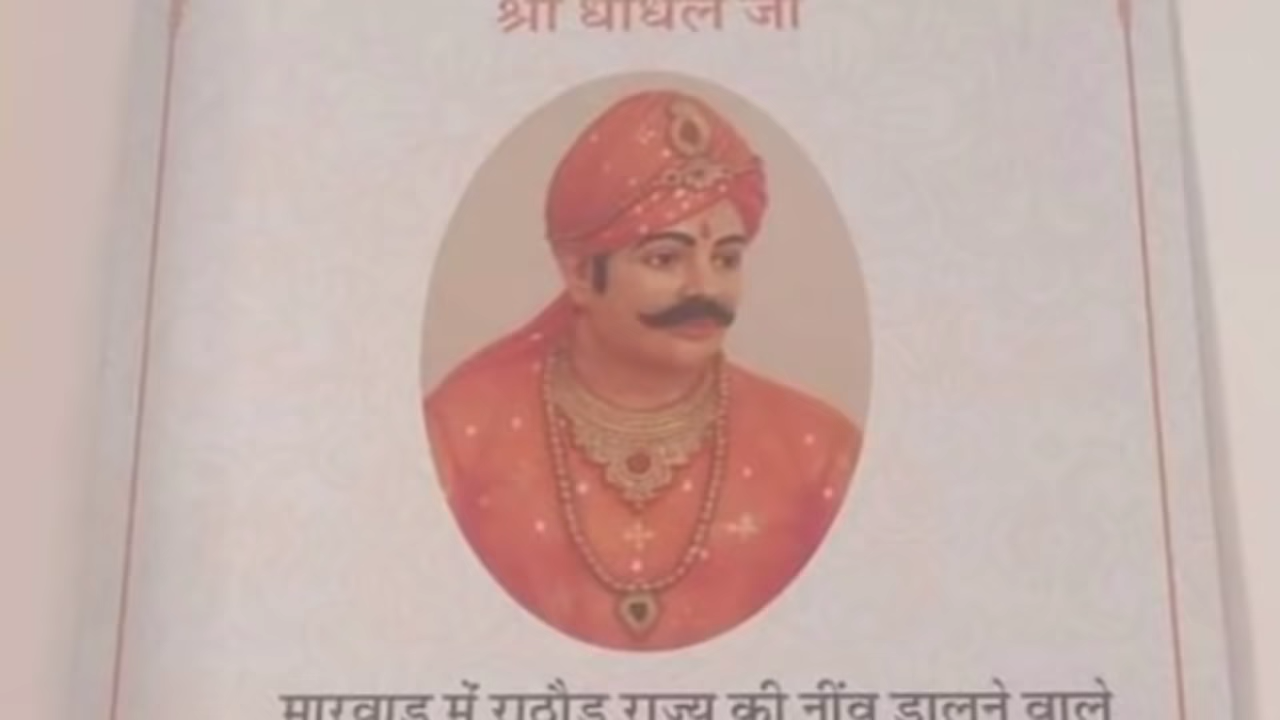 श्री धांधल जी
मारवाड़ में राठौड़ राज्य की नींव डालने वाले